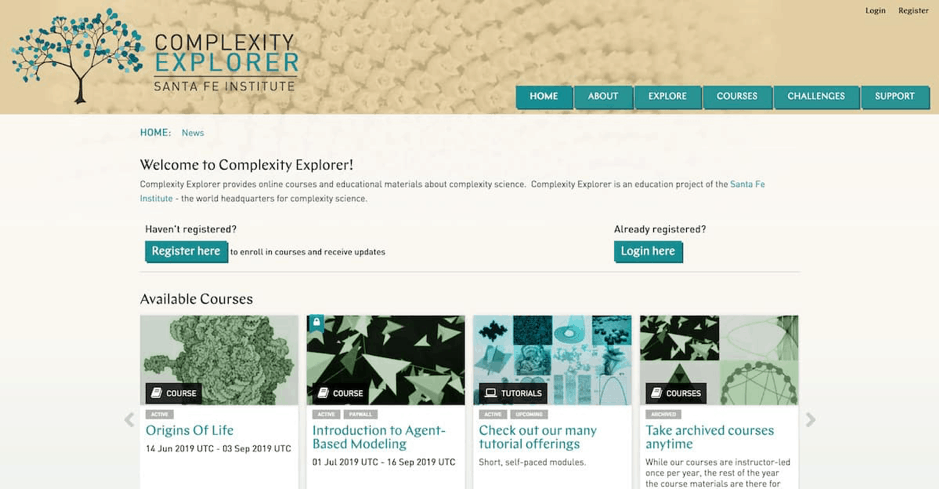 Login Register
COMPLEXITY
EXPLORER
SANTA FE INSTITUTE
HOME ABOUT EXPLORE COURSES CHALLENGES SUPPORT
HOME: News
Welcome to Complexity Explorer!
Complexity Explorer provides online courses and educational materials about complexity science. Complexity Explorer is an education project of the Santa Fe
Institute - the world headquarters for complexity science.
Haven't registered?
Register here to enroll in courses and receive updates
Already registered?
Login here
Available Courses
COURSE
ACTIVE
Origins Of Life
14 Jun 2019 UTC - 03 Sep 2019 UTC
COURSE
ACTIVE PAYWALL
Introduction to Agent-
Based Modeling
01 Jul 2019 UTC - 16 Sep 2019 UTC
TUTORIALS
ACTIVE UPCOMING
Check out our many
tutorial offerings
Short, self-paced modules.
COURSES
ARCHIVED
Take archived courses
anytime
While our courses are instructor-led
once per year, the rest of the year
the course materials are there for